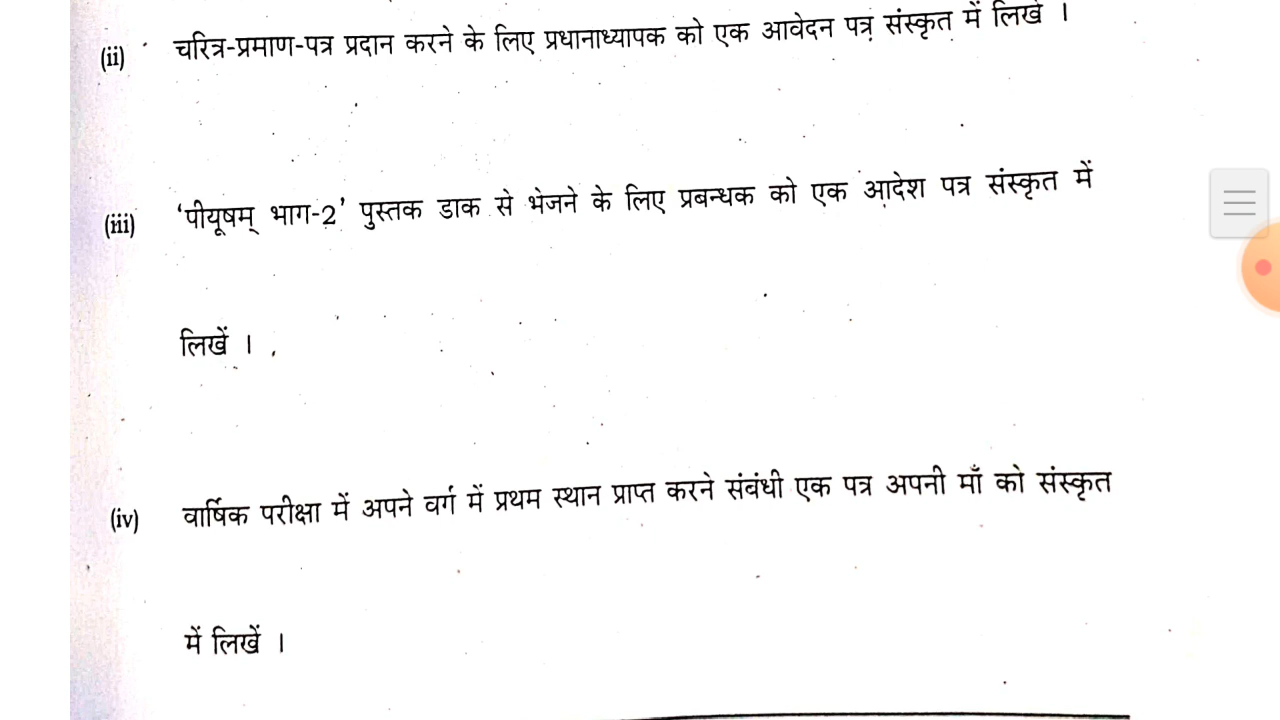 (ii) चरित्र-प्रमाण-पत्र प्रदान करने के लिए प्रधानाध्यापक को एक आवेदन पत्र संस्कृत में लिखें ।
(iii) 'पीयूषम् भाग-2' पुस्तक डाक से भेजने के लिए प्रबन्धक को एक आदेश पत्र संस्कृत में
लिखें ।
(iv) वार्षिक परीक्षा में अपने वर्ग में प्रथम स्थान प्राप्त करने संबंधी एक पत्र अपनी माँ को संस्कृत
में लिखें ।